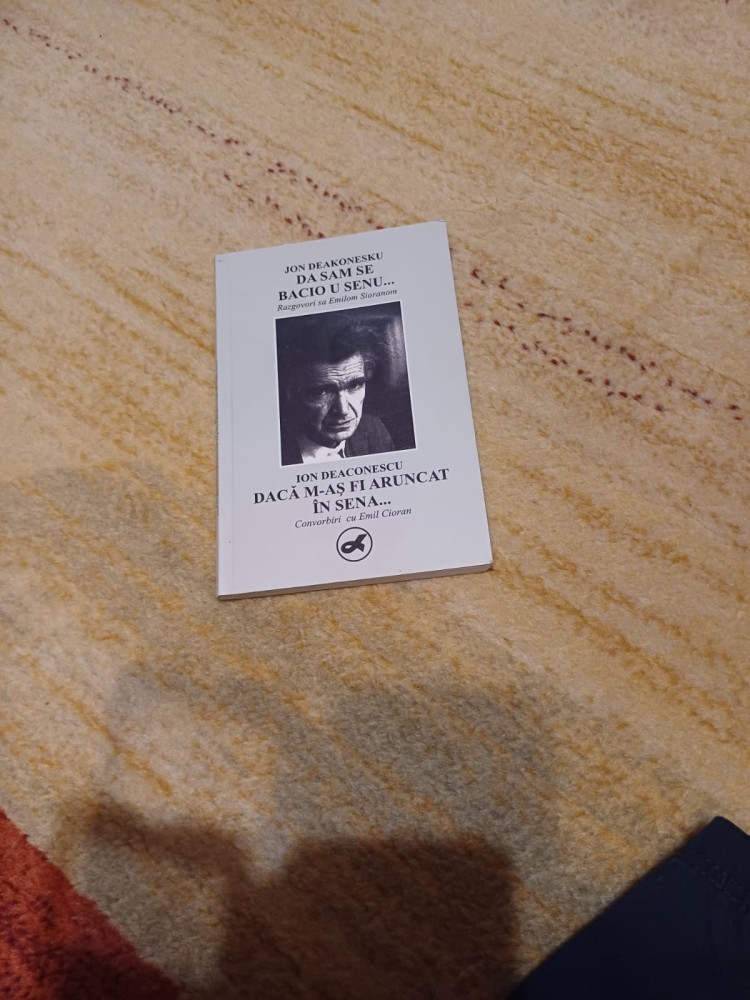 JON DEAKONESKU
DA SAM SE
BACIO U SENU...
Razgovori sa Emilom Sioranom
ION DEACONESCU
DACĂ M-AŞ FI ARUNCAT
ÎN SENA...
Convorbiri cu Emil Cioran